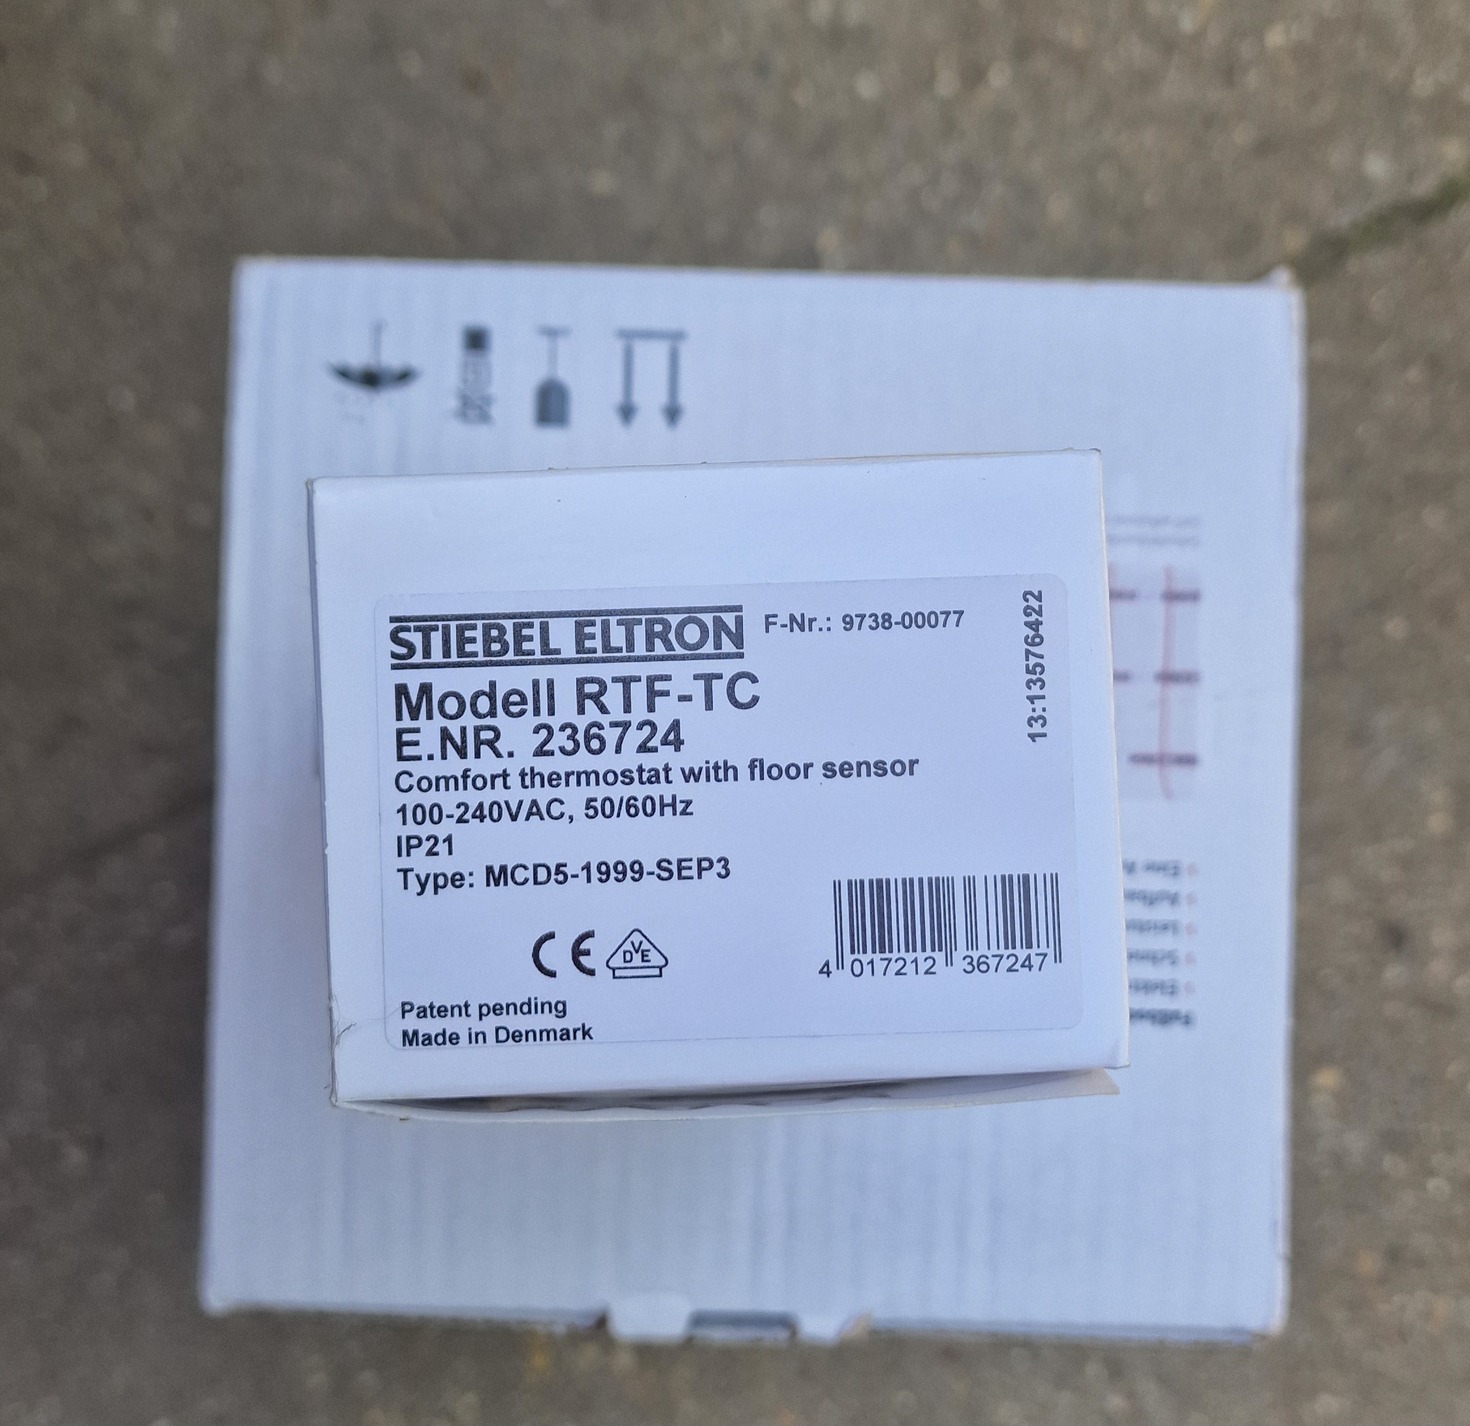 STIEBEL ELTRON F-Nr.: 9738-00077
13:13576422
Modell RTF-TC
E.NR. 236724
Comfort thermostat with floor sensor
100-240VAC, 50/60Hz
IP21
Type: MCD5-1999-SEP3
CE DVE
4 017212 367247
Patent pending
Made in Denmark